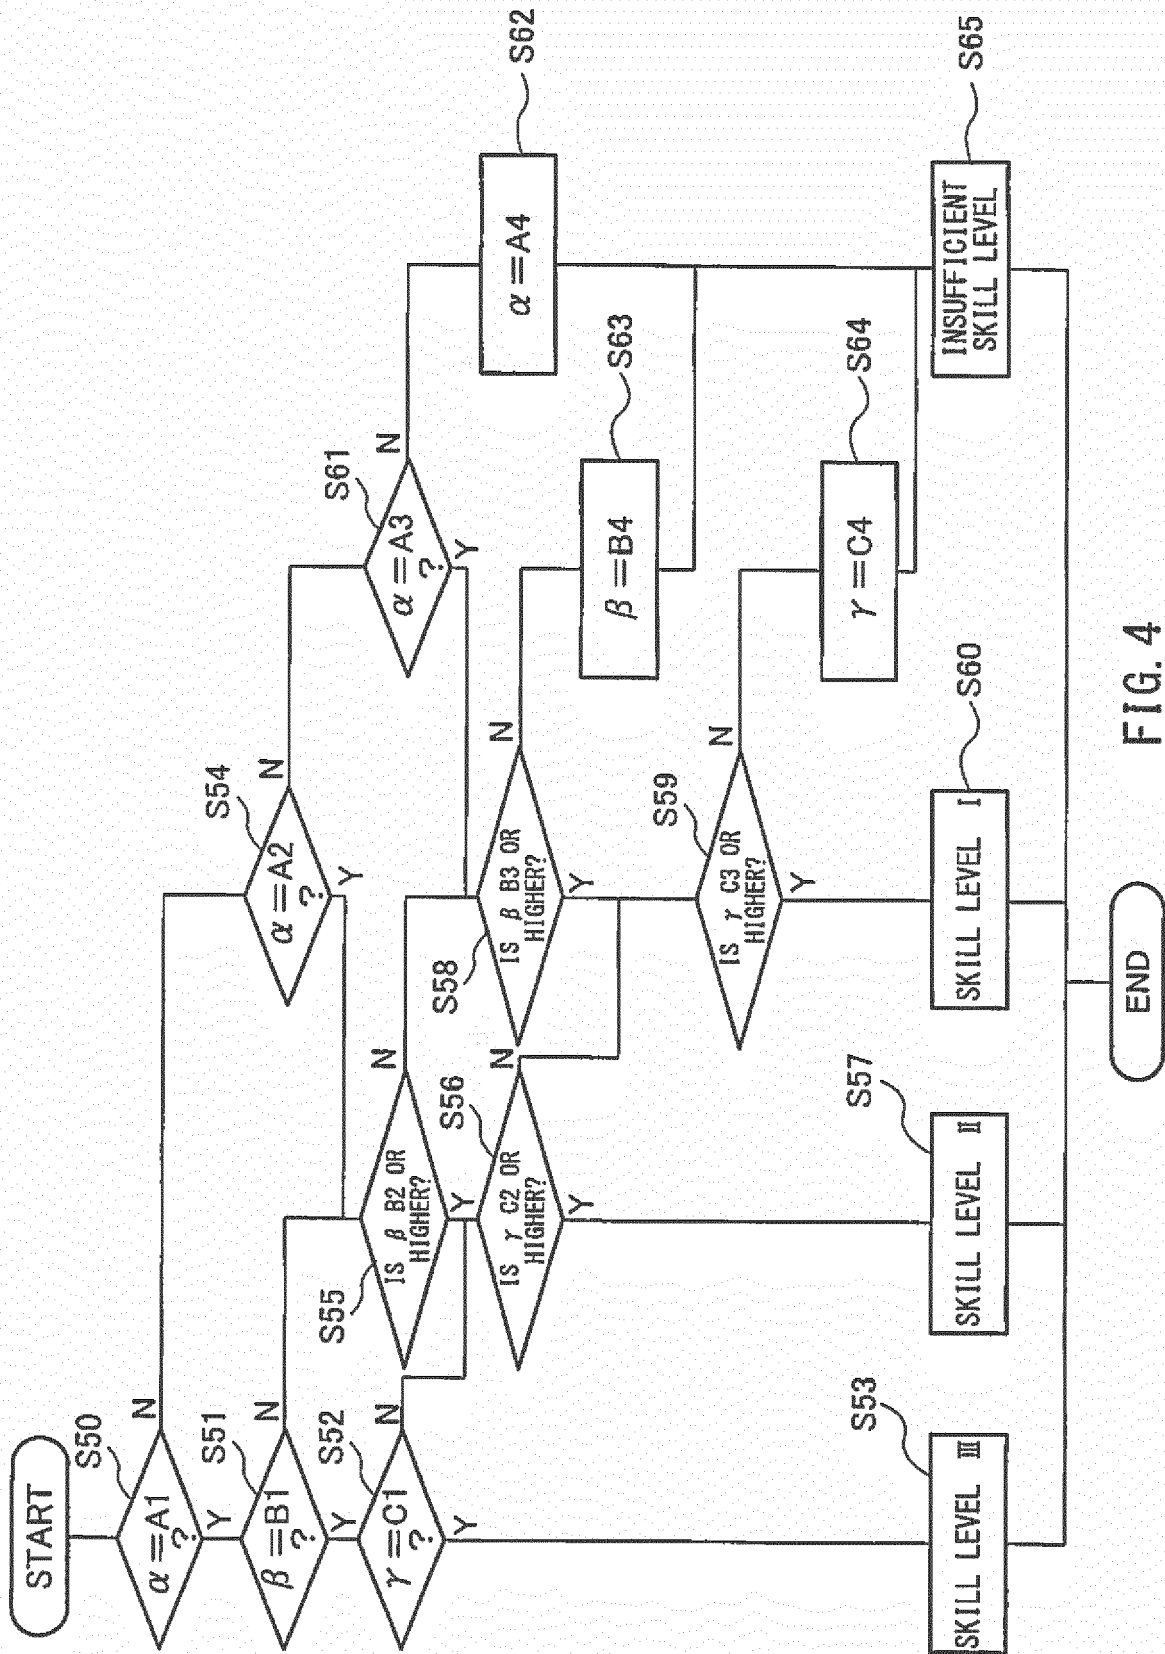 START
S50
α=A1
?
N
Y
S51
β=B1
?
N
Y
S52
γ=C1
?
N
Y
S53
SKILL LEVEL Ⅲ
S54
α=A2
?
N
Y
S55
IS β B2 OR
HIGHER?
N
Y
S56
IS γ C2 OR
HIGHER?
N
Y
S57
SKILL LEVEL Ⅱ
S58
IS β B3 OR
HIGHER?
N
Y
S59
IS γ C3 OR
HIGHER?
N
Y
S60
SKILL LEVEL Ⅰ
S61
α=A3
?
N
Y
S62
α=A4
S63
β=B4
S64
γ=C4
S65
INSUFFICIENT
SKILL LEVEL
END
FIG. 4